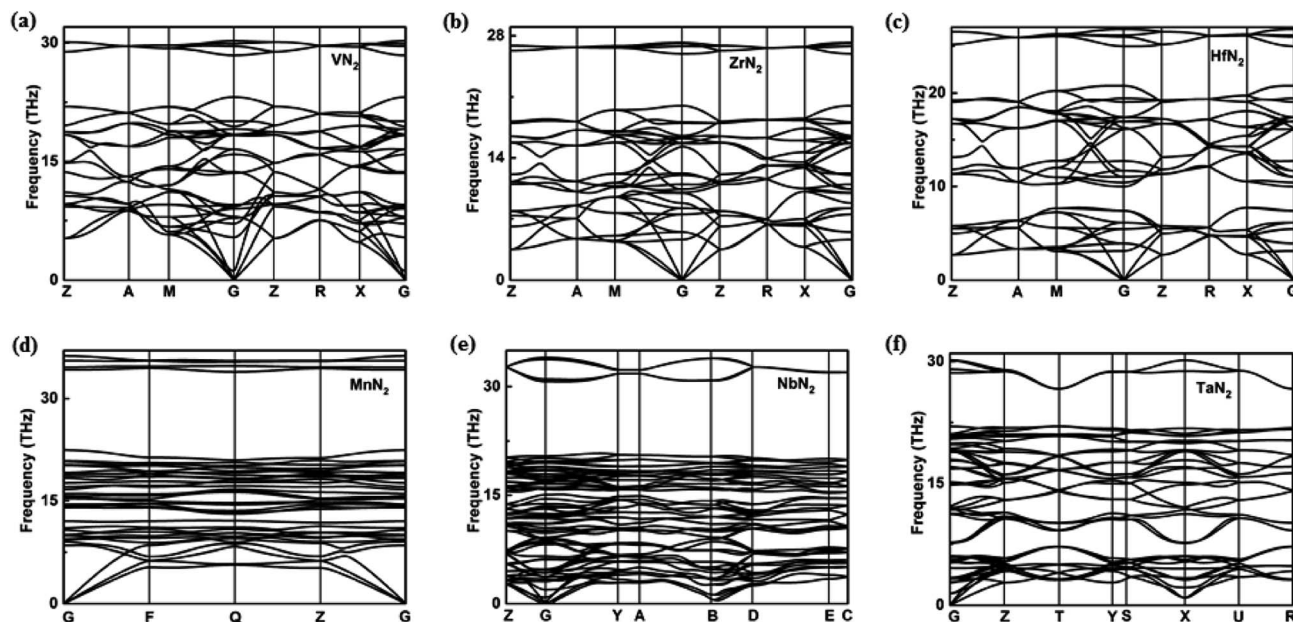 (a)
30
VN₂
15
0
Frequency (THz)
Z A M G Z R X G
(b)
28
ZrN₂
14
0
Frequency (THz)
Z A M G Z R X G
(c)
HfN₂
20
10
0
Frequency (THz)
Z A M G Z R X
(d)
MnN₂
30
15
0
Frequency (THz)
G F Q Z G
(e)
30
NbN₂
15
0
Frequency (THz)
Z G Y A B D E C
(f)
30
TaN₂
15
0
Frequency (THz)
G Z T Y S X U R